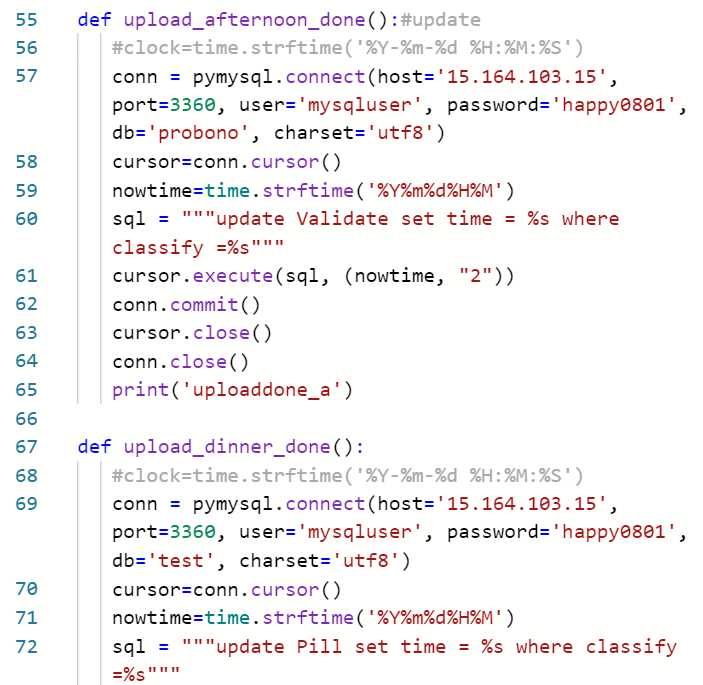 55 def upload_afternoon_done():#update
56 #clock=time.strftime('%Y-%m-%d %H:%M:%S')
57 conn = pymysql.connect(host='15.164.103.15',
port=3360, user='mysqluser', password='happy0801',
db='probono', charset='utf8')
58 cursor=conn.cursor()
59 nowtime=time.strftime('%Y%m%d%H%M')
60 sql = """update Validate set time = %s where
classify =%s"""
61 cursor.execute(sql, (nowtime, "2"))
62 conn.commit()
63 cursor.close()
64 conn.close()
65 print('uploaddone_a')
66
67 def upload_dinner_done():
68 #clock=time.strftime('%Y-%m-%d %H:%M:%S')
69 conn = pymysql.connect(host='15.164.103.15',
port=3360, user='mysqluser', password='happy0801',
db='test', charset='utf8')
70 cursor=conn.cursor()
71 nowtime=time.strftime('%Y%m%d%H%M')
72 sql = """update Pill set time = %s where classify
=%s"""